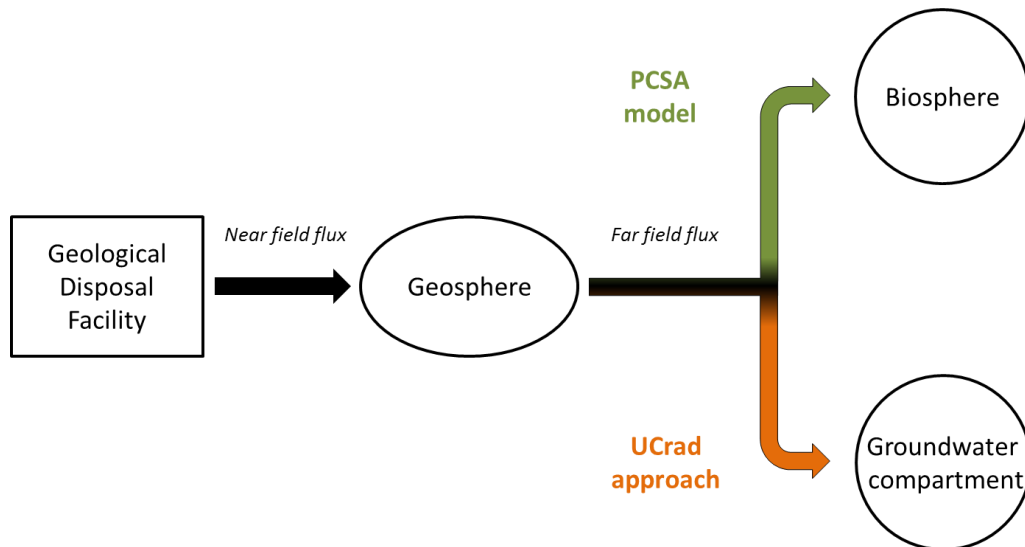 PCSA
model
Biosphere
Near field flux
Far field flux
Geological
Disposal
Facility
Geosphere
UCrad
approach
Groundwater
compartment